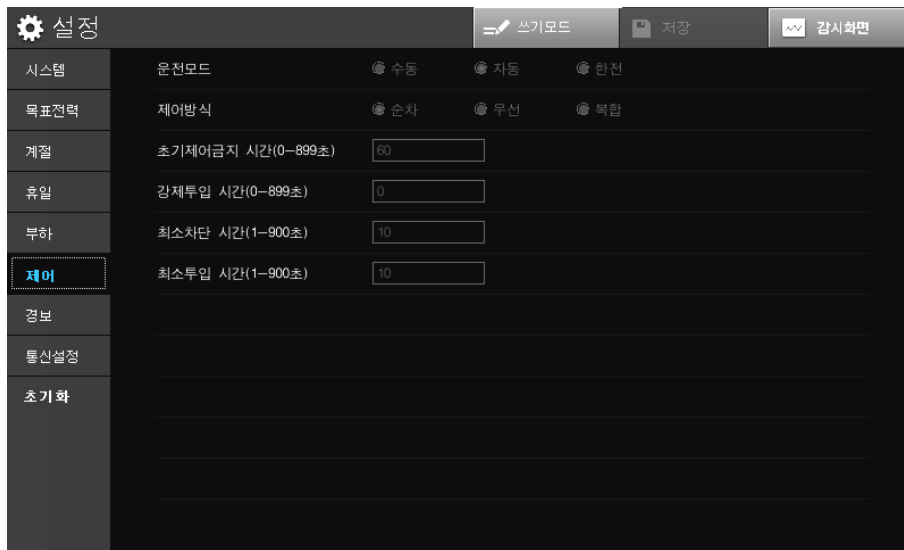 설정 쓰기모드 저장 감시화면
시스템 운전모드 수동 자동 한전
목표전력 제어방식 순차 우선 복합
계절 초기제어금지 시간(0-899초) 60
휴일 강제투입 시간(0-899초) 0
부하 최소차단 시간(1-900초) 10
제어 최소투입 시간(1-900초) 10
경보
통신설정
초기화